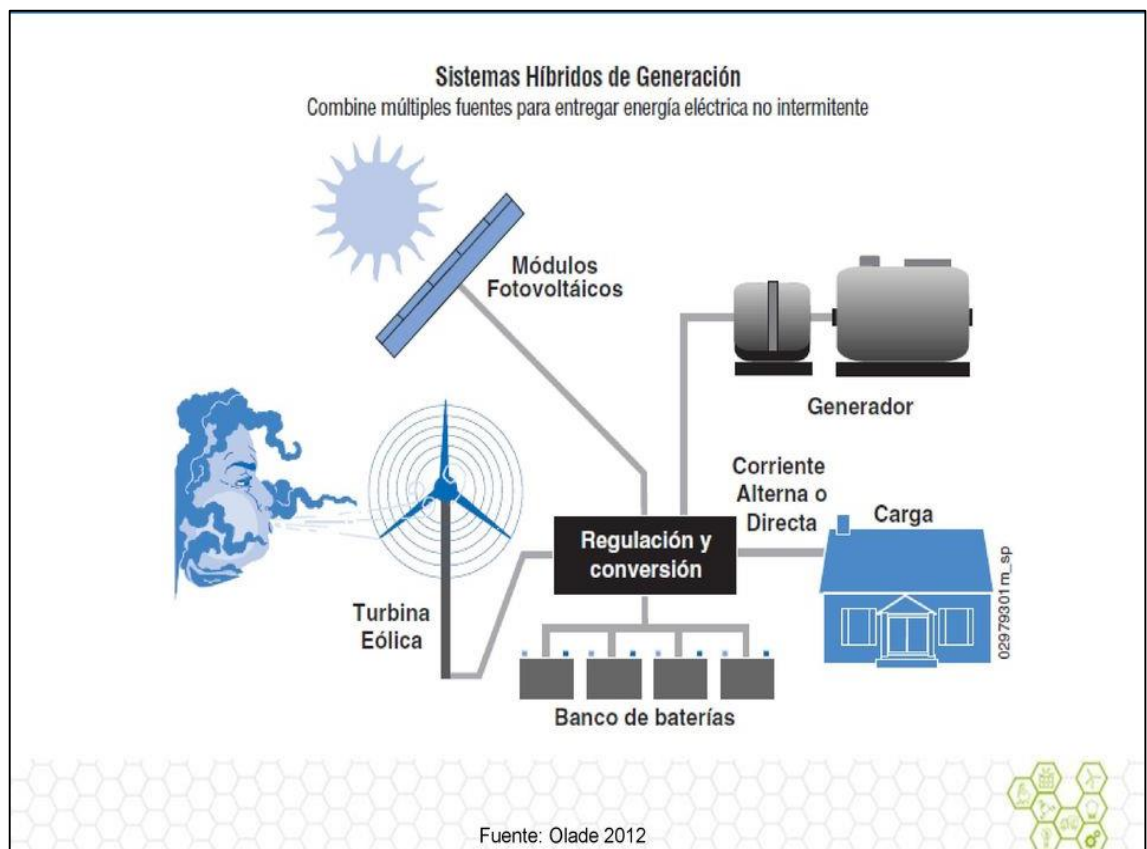 Sistemas Híbridos de Generación
Combine múltiples fuentes para entregar energía eléctrica no intermitente
Módulos
Fotovoltáicos
Generador
Corriente
Alterna o
Directa
Carga
Regulación y
conversión
Turbina
Eólica
Banco de baterías
02979301m_sp
Fuente: Olade 2012